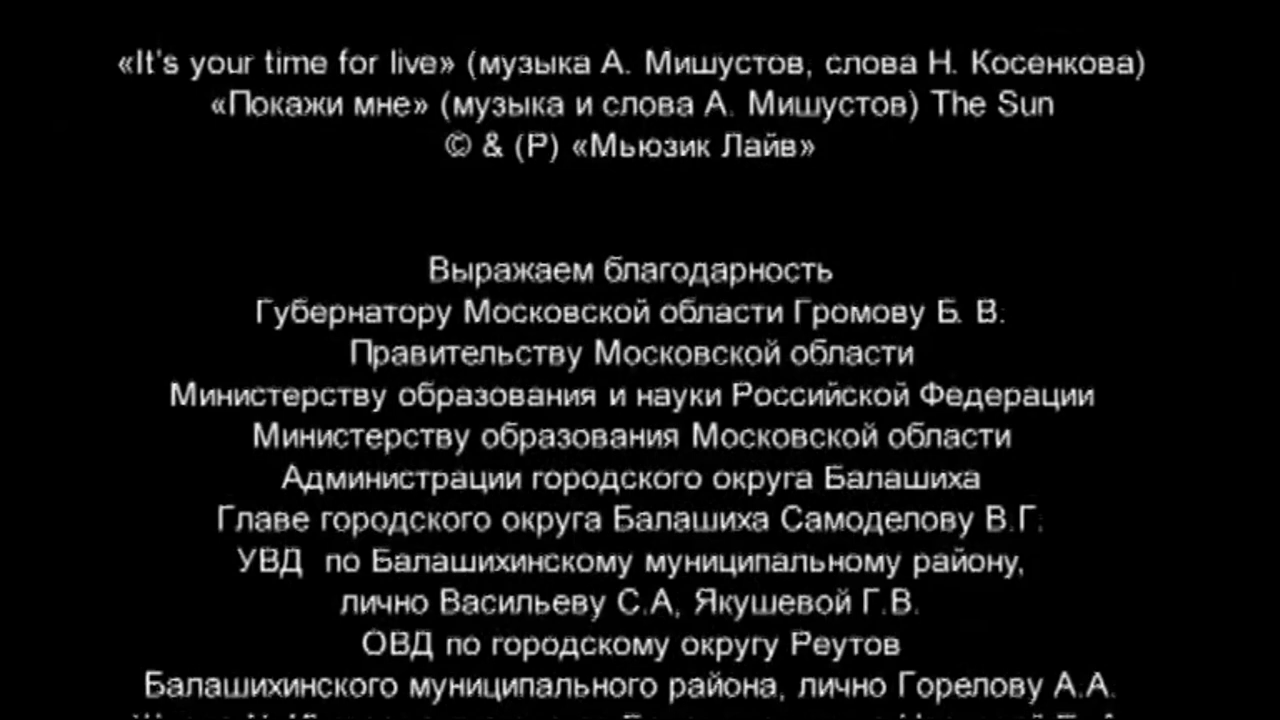 «It's your time for live» (музыка А. Мишустов, слова Н. Косенкова)
«Покажи мне» (музыка и слова А. Мишустов) The Sun
© & (P) «Мьюзик Лайв»
Выражаем благодарность
Губернатору Московской области Громову Б. В.
Правительству Московской области
Министерству образования и науки Российской Федерации
Министерству образования Московской области
Администрации городского округа Балашиха
Главе городского округа Балашиха Самоделову В.Г.
УВД по Балашихинскому муниципальному району,
лично Васильеву С.А, Якушевой Г.В.
ОВД по городскому округу Реутов
Балашихинского муниципального района, лично Горелову А.А.